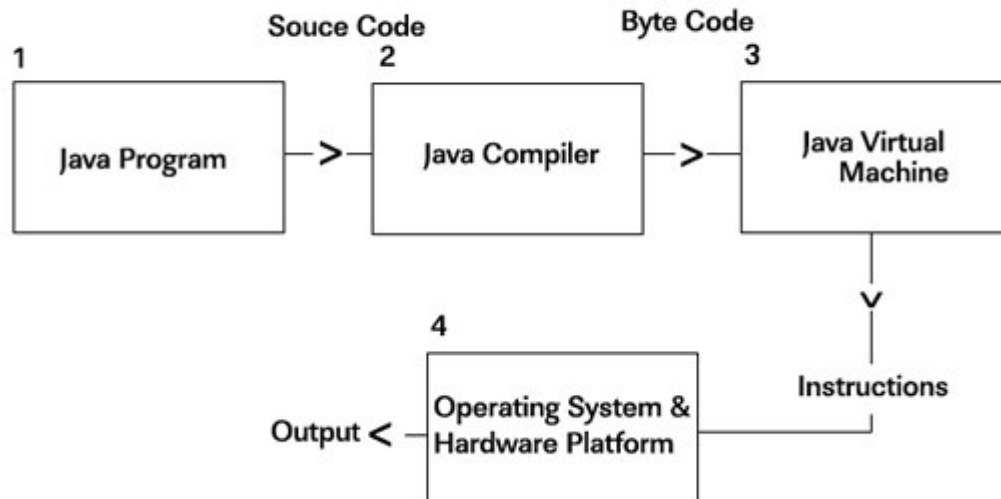 Souce Code
Byte Code
1
2
3
Java Program
Java Compiler
Java Virtual
Machine
4
Instructions
Operating System &
Hardware Platform
Output